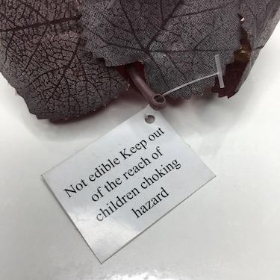 Not edible Keep out
of the reach of
children choking
hazard